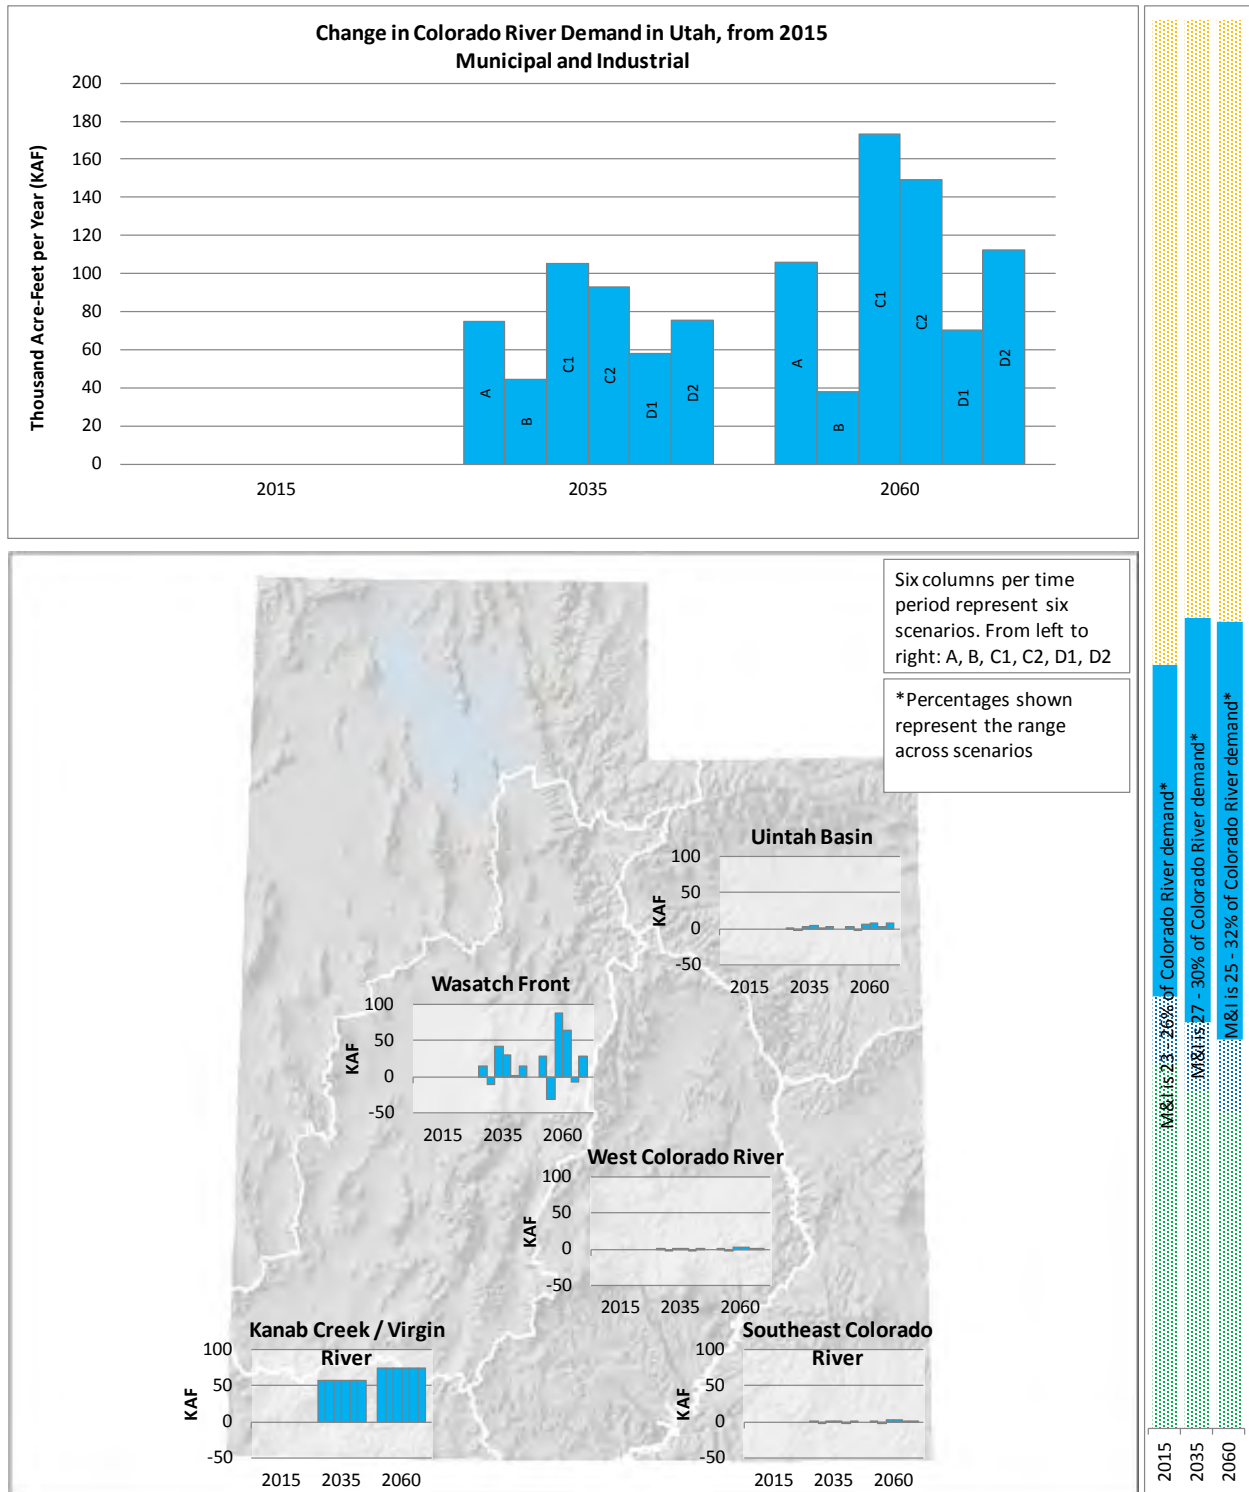 Change in Colorado River Demand in Utah, from 2015
Municipal and Industrial
Thousand Acre-Feet per Year (KAF)
200
180
160
140
120
100
80
60
40
20
0
A
B
C1
C2
D1
D2
A
B
C1
C2
D1
D2
2015
2035
2060
Six columns per time
period represent six
scenarios. From left to
right: A, B, C1, C2, D1, D2
*Percentages shown
represent the range
across scenarios
Uintah Basin
KAF
100
50
0
-50
2015 2035 2060
Wasatch Front
KAF
100
50
0
-50
2015 2035 2060
West Colorado River
KAF
100
50
0
-50
2015 2035 2060
Kanab Creek / Virgin
River
KAF
100
50
0
-50
2015 2035 2060
Southeast Colorado
River
KAF
100
50
0
-50
2015 2035 2060
M&I is 23 - 26% of Colorado River demand*
M&I is 27 - 30% of Colorado River demand*
M&I is 25 - 32% of Colorado River demand*
2015
2035
2060